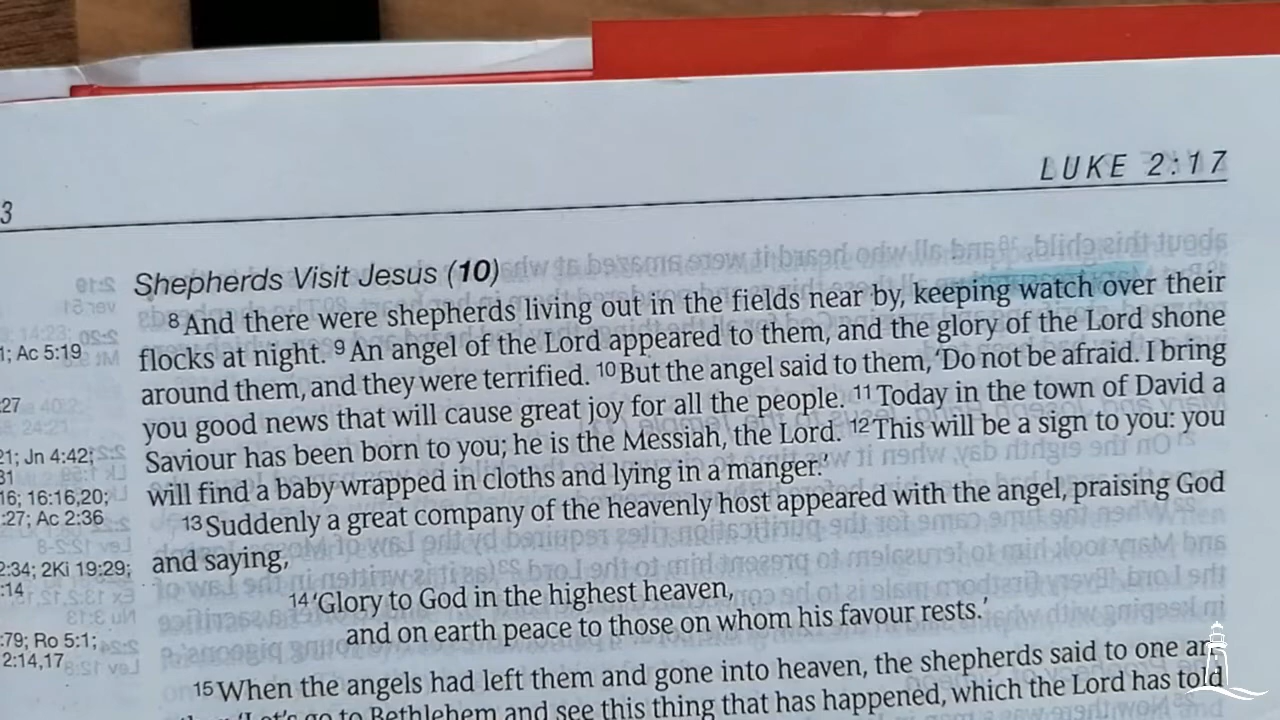 LUKE 2:17
3
Shepherds Visit Jesus (10)
8 And there were shepherds living out in the fields near by, keeping watch over their
flocks at night. 9 An angel of the Lord appeared to them, and the glory of the Lord shone
around them, and they were terrified. 10 But the angel said to them, ‘Do not be afraid. I bring
you good news that will cause great joy for all the people. 11 Today in the town of David a
Saviour has been born to you; he is the Messiah, the Lord. 12 This will be a sign to you: you
will find a baby wrapped in cloths and lying in a manger.’
13 Suddenly a great company of the heavenly host appeared with the angel, praising God
and saying,
14 ‘Glory to God in the highest heaven,
and on earth peace to those on whom his favour rests.’
15 When the angels had left them and gone into heaven, the shepherds said to one an
‘Let’s go to Bethlehem and see this thing that has happened, which the Lord has told
1; Ac 5:19
27
21; Jn 4:42;
31
16; 16:16,20;
:27; Ac 2:36
2:34; 2Ki 19:29;
:14
:79; Ro 5:1;
2:14,17